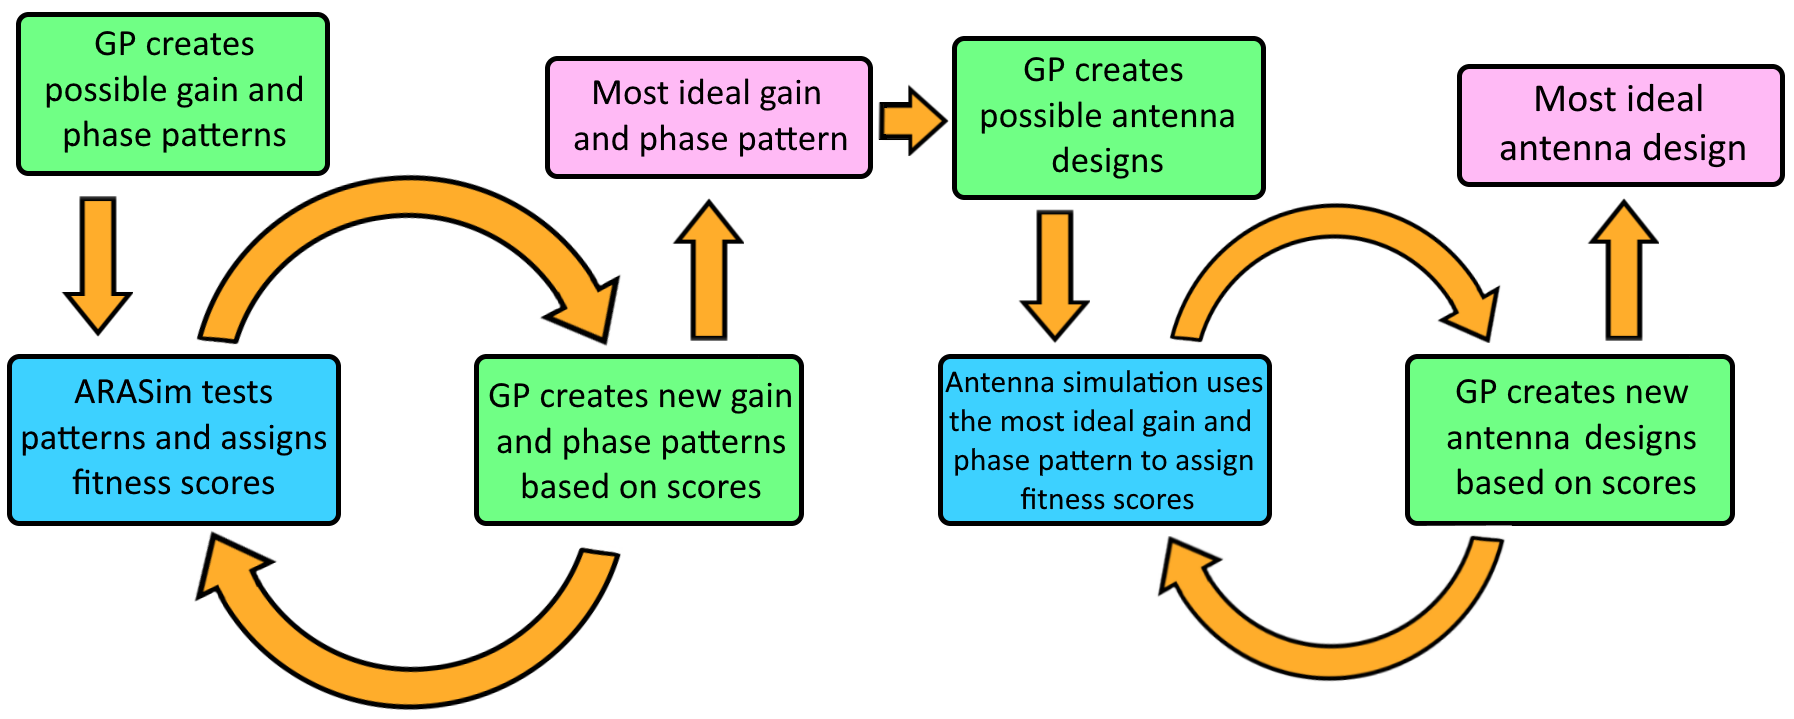 GP creates
possible gain and
phase patterns
Most ideal gain
and phase pattern
GP creates
possible antenna
designs
Most ideal
antenna design
ARASim tests
patterns and assigns
fitness scores
GP creates new gain
and phase patterns
based on scores
Antenna simulation uses
the most ideal gain and
phase pattern to assign
fitness scores
GP creates new
antenna designs
based on scores